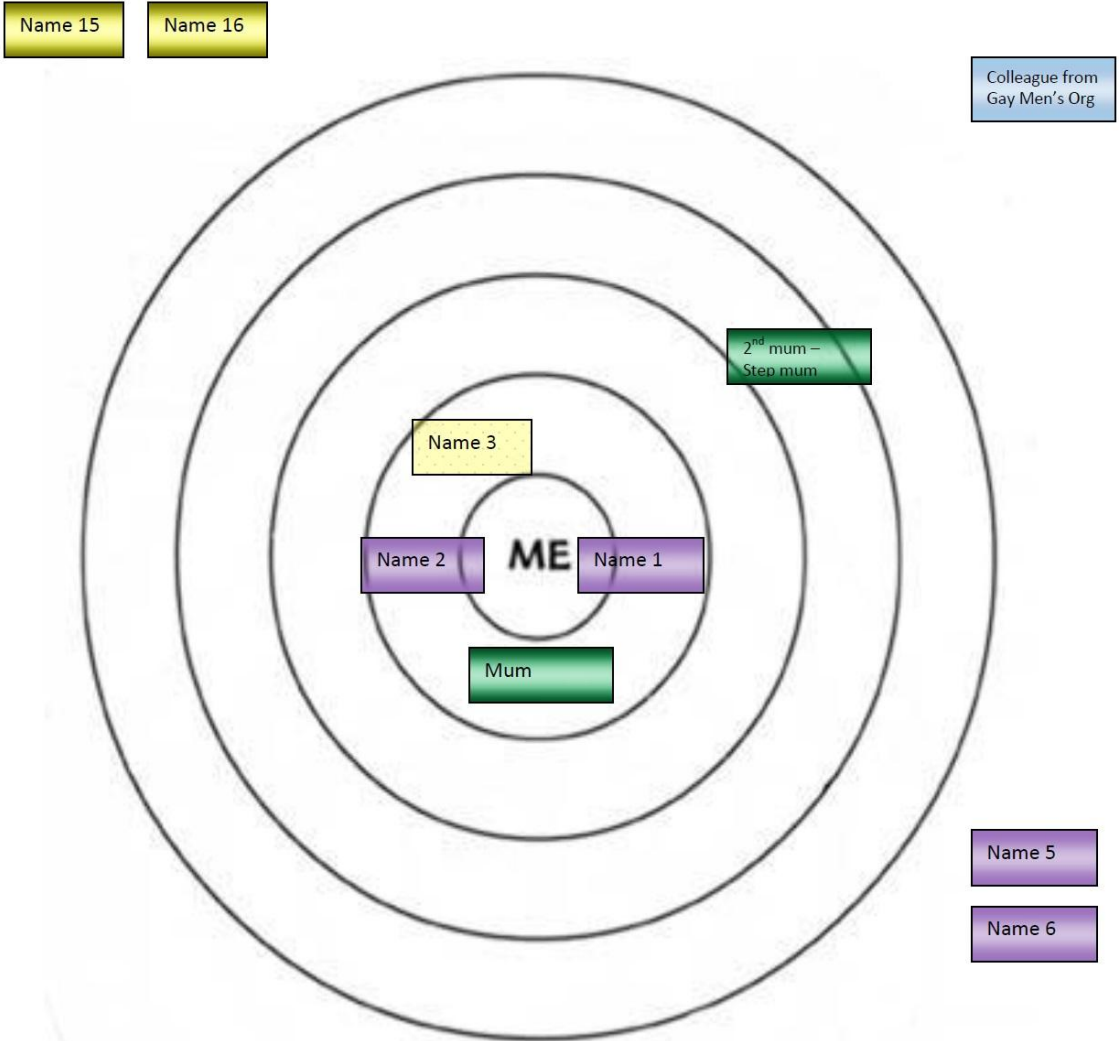 Name 15
Name 16
Colleague from
Gay Men's Org
2nd mum –
Step mum
Name 3
Name 2
ME
Name 1
Mum
Name 5
Name 6